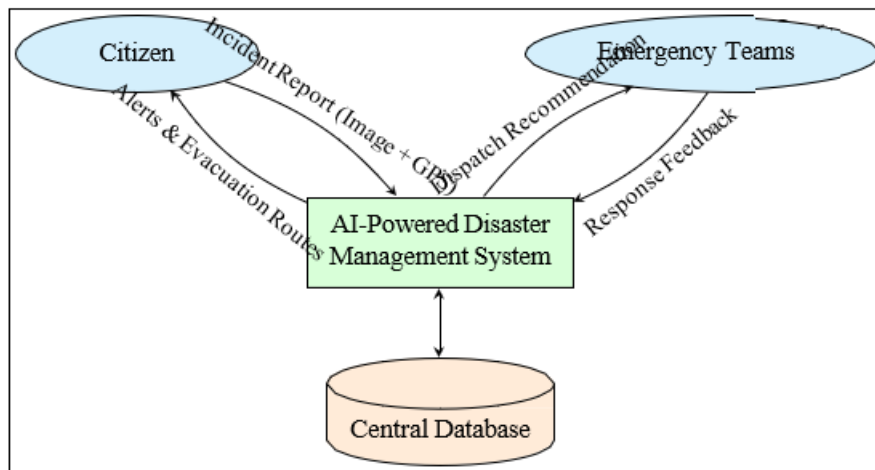 Citizen
Emergency Teams
Incident Report (Image + GPS)
Alerts & Evacuation Routes
Dispatch Recommendation
Response Feedback
AI-Powered Disaster
Management System
Central Database